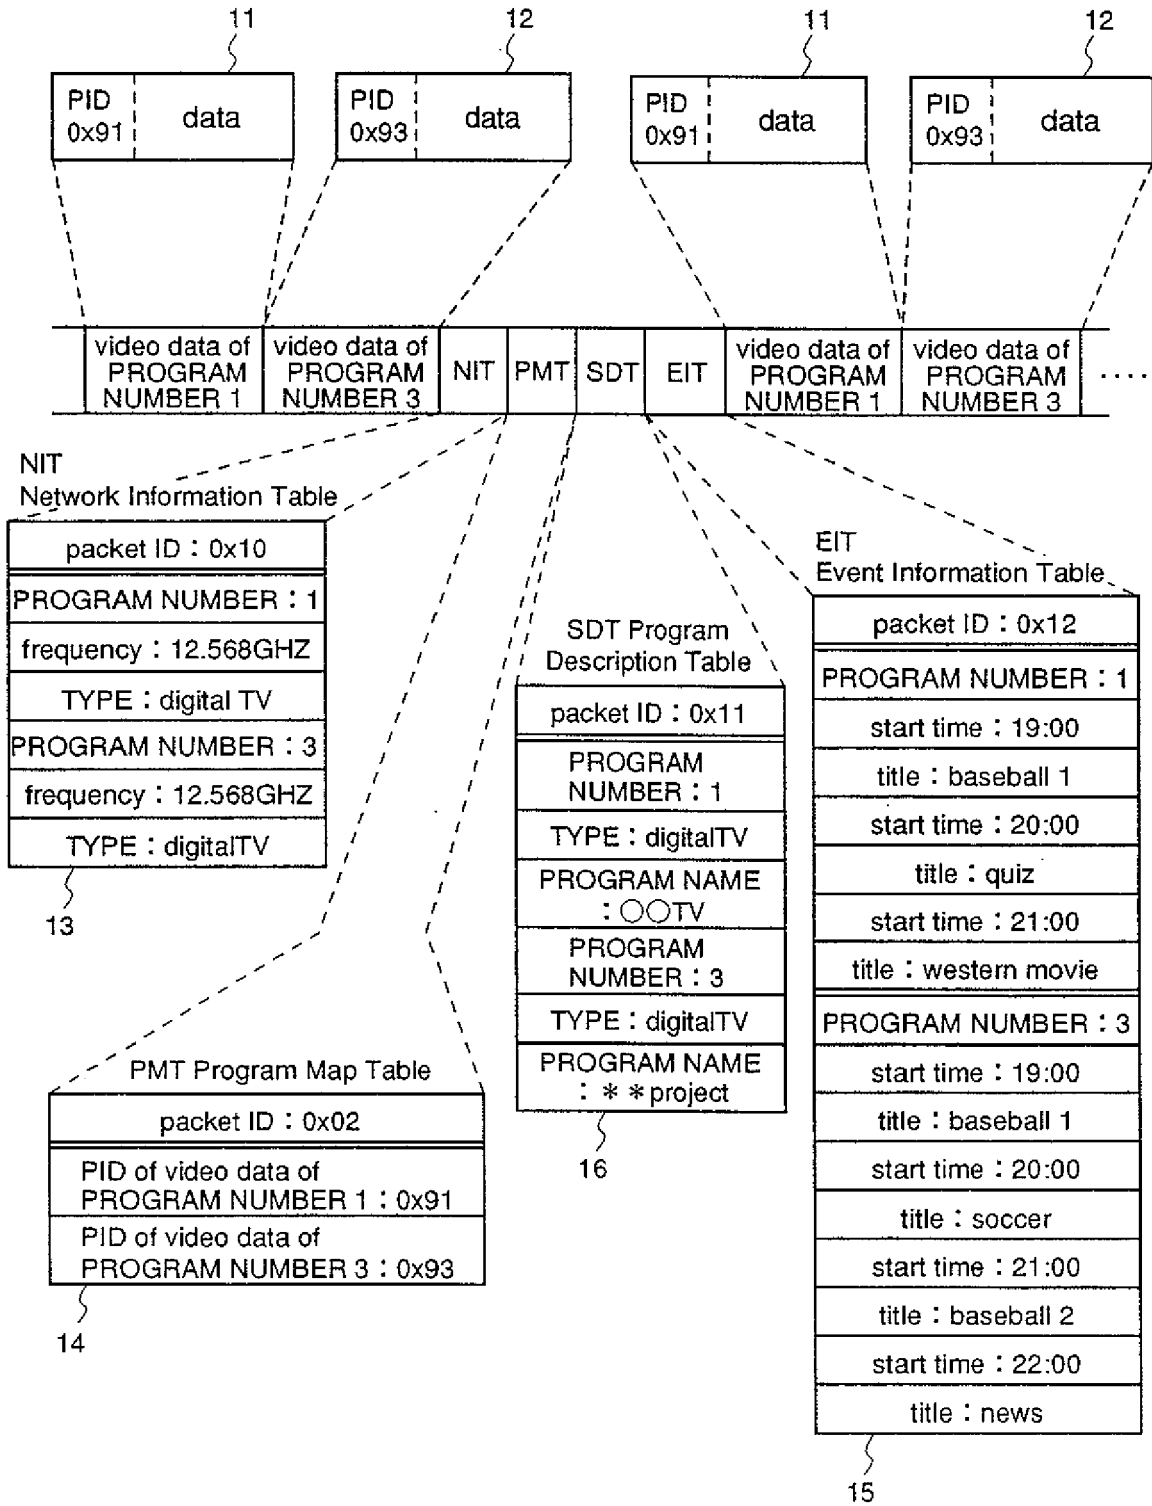 11
12
11
12
PID
0x91
data
PID
0x93
data
PID
0x91
data
PID
0x93
data
video data of
PROGRAM
NUMBER 1
video data of
PROGRAM
NUMBER 3
NIT
PMT
SDT
EIT
video data of
PROGRAM
NUMBER 1
video data of
PROGRAM
NUMBER 3
....
NIT
Network Information Table
packet ID : 0x10
PROGRAM NUMBER : 1
frequency : 12.568GHZ
TYPE : digital TV
PROGRAM NUMBER : 3
frequency : 12.568GHZ
TYPE : digitalTV
13
PMT Program Map Table
packet ID : 0x02
PID of video data of
PROGRAM NUMBER 1 : 0x91
PID of video data of
PROGRAM NUMBER 3 : 0x93
14
SDT Program
Description Table
packet ID : 0x11
PROGRAM
NUMBER : 1
TYPE : digitalTV
PROGRAM NAME
: ○○TV
PROGRAM
NUMBER : 3
TYPE : digitalTV
PROGRAM NAME
: ＊＊project
16
EIT
Event Information Table
packet ID : 0x12
PROGRAM NUMBER : 1
start time : 19:00
title : baseball 1
start time : 20:00
title : quiz
start time : 21:00
title : western movie
PROGRAM NUMBER : 3
start time : 19:00
title : baseball 1
start time : 20:00
title : soccer
start time : 21:00
title : baseball 2
start time : 22:00
title : news
15